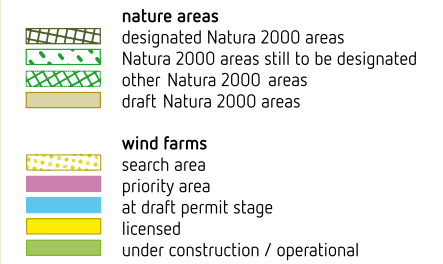 nature areas
designated Natura 2000 areas
Natura 2000 areas still to be designated
other Natura 2000 areas
draft Natura 2000 areas
wind farms
search area
priority area
at draft permit stage
licensed
under construction / operational